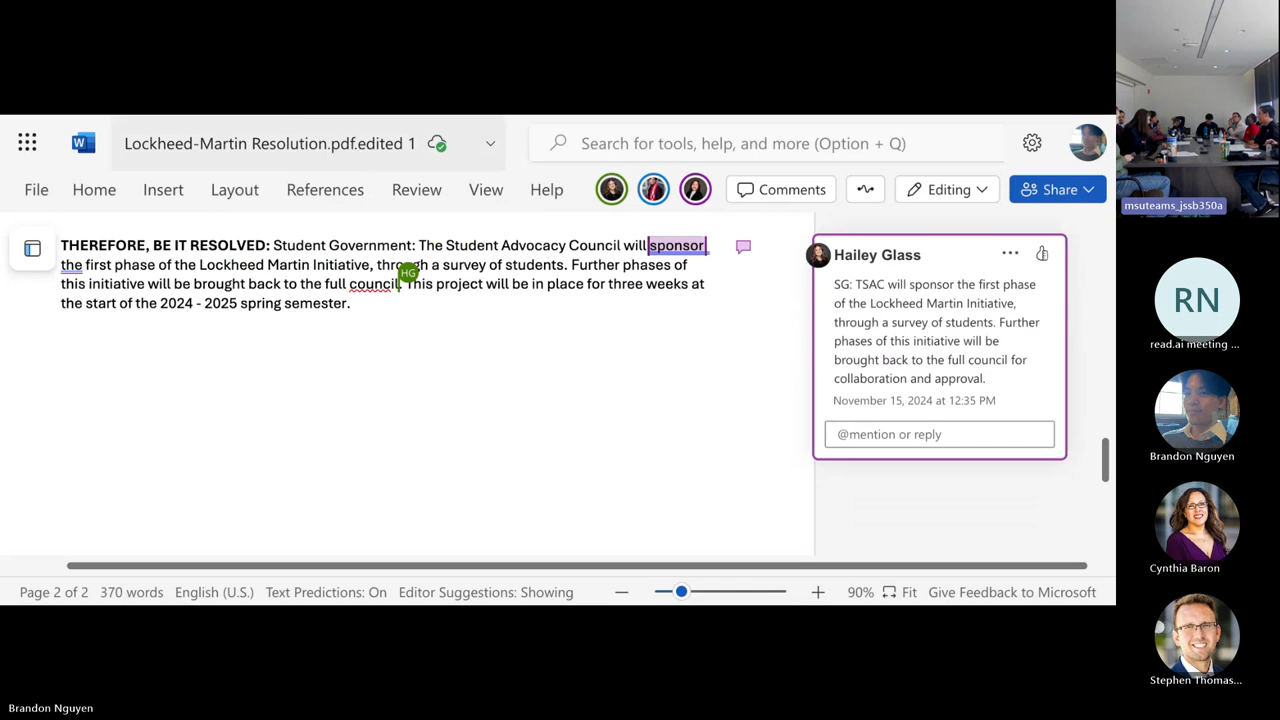 Lockheed-Martin Resolution.pdf.edited 1
Search for tools, help, and more (Option + Q)
File Home Insert Layout References Review View Help Comments Editing Share
THEREFORE, BE IT RESOLVED: Student Government: The Student Advocacy Council will sponsor
the first phase of the Lockheed Martin Initiative, through a survey of students. Further phases of
HG
this initiative will be brought back to the full council. This project will be in place for three weeks at
the start of the 2024 - 2025 spring semester.
Hailey Glass
SG: TSAC will sponsor the first phase
of the Lockheed Martin Initiative,
through a survey of students. Further
phases of this initiative will be
brought back to the full council for
collaboration and approval.
November 15, 2024 at 12:35 PM
@mention or reply
Page 2 of 2 370 words English (U.S.) Text Predictions: On Editor Suggestions: Showing 90% Fit Give Feedback to Microsoft
msuteams_jssb350a
RN
read.ai meeting ...
Brandon Nguyen
Cynthia Baron
Stephen Thomas...
Brandon Nguyen